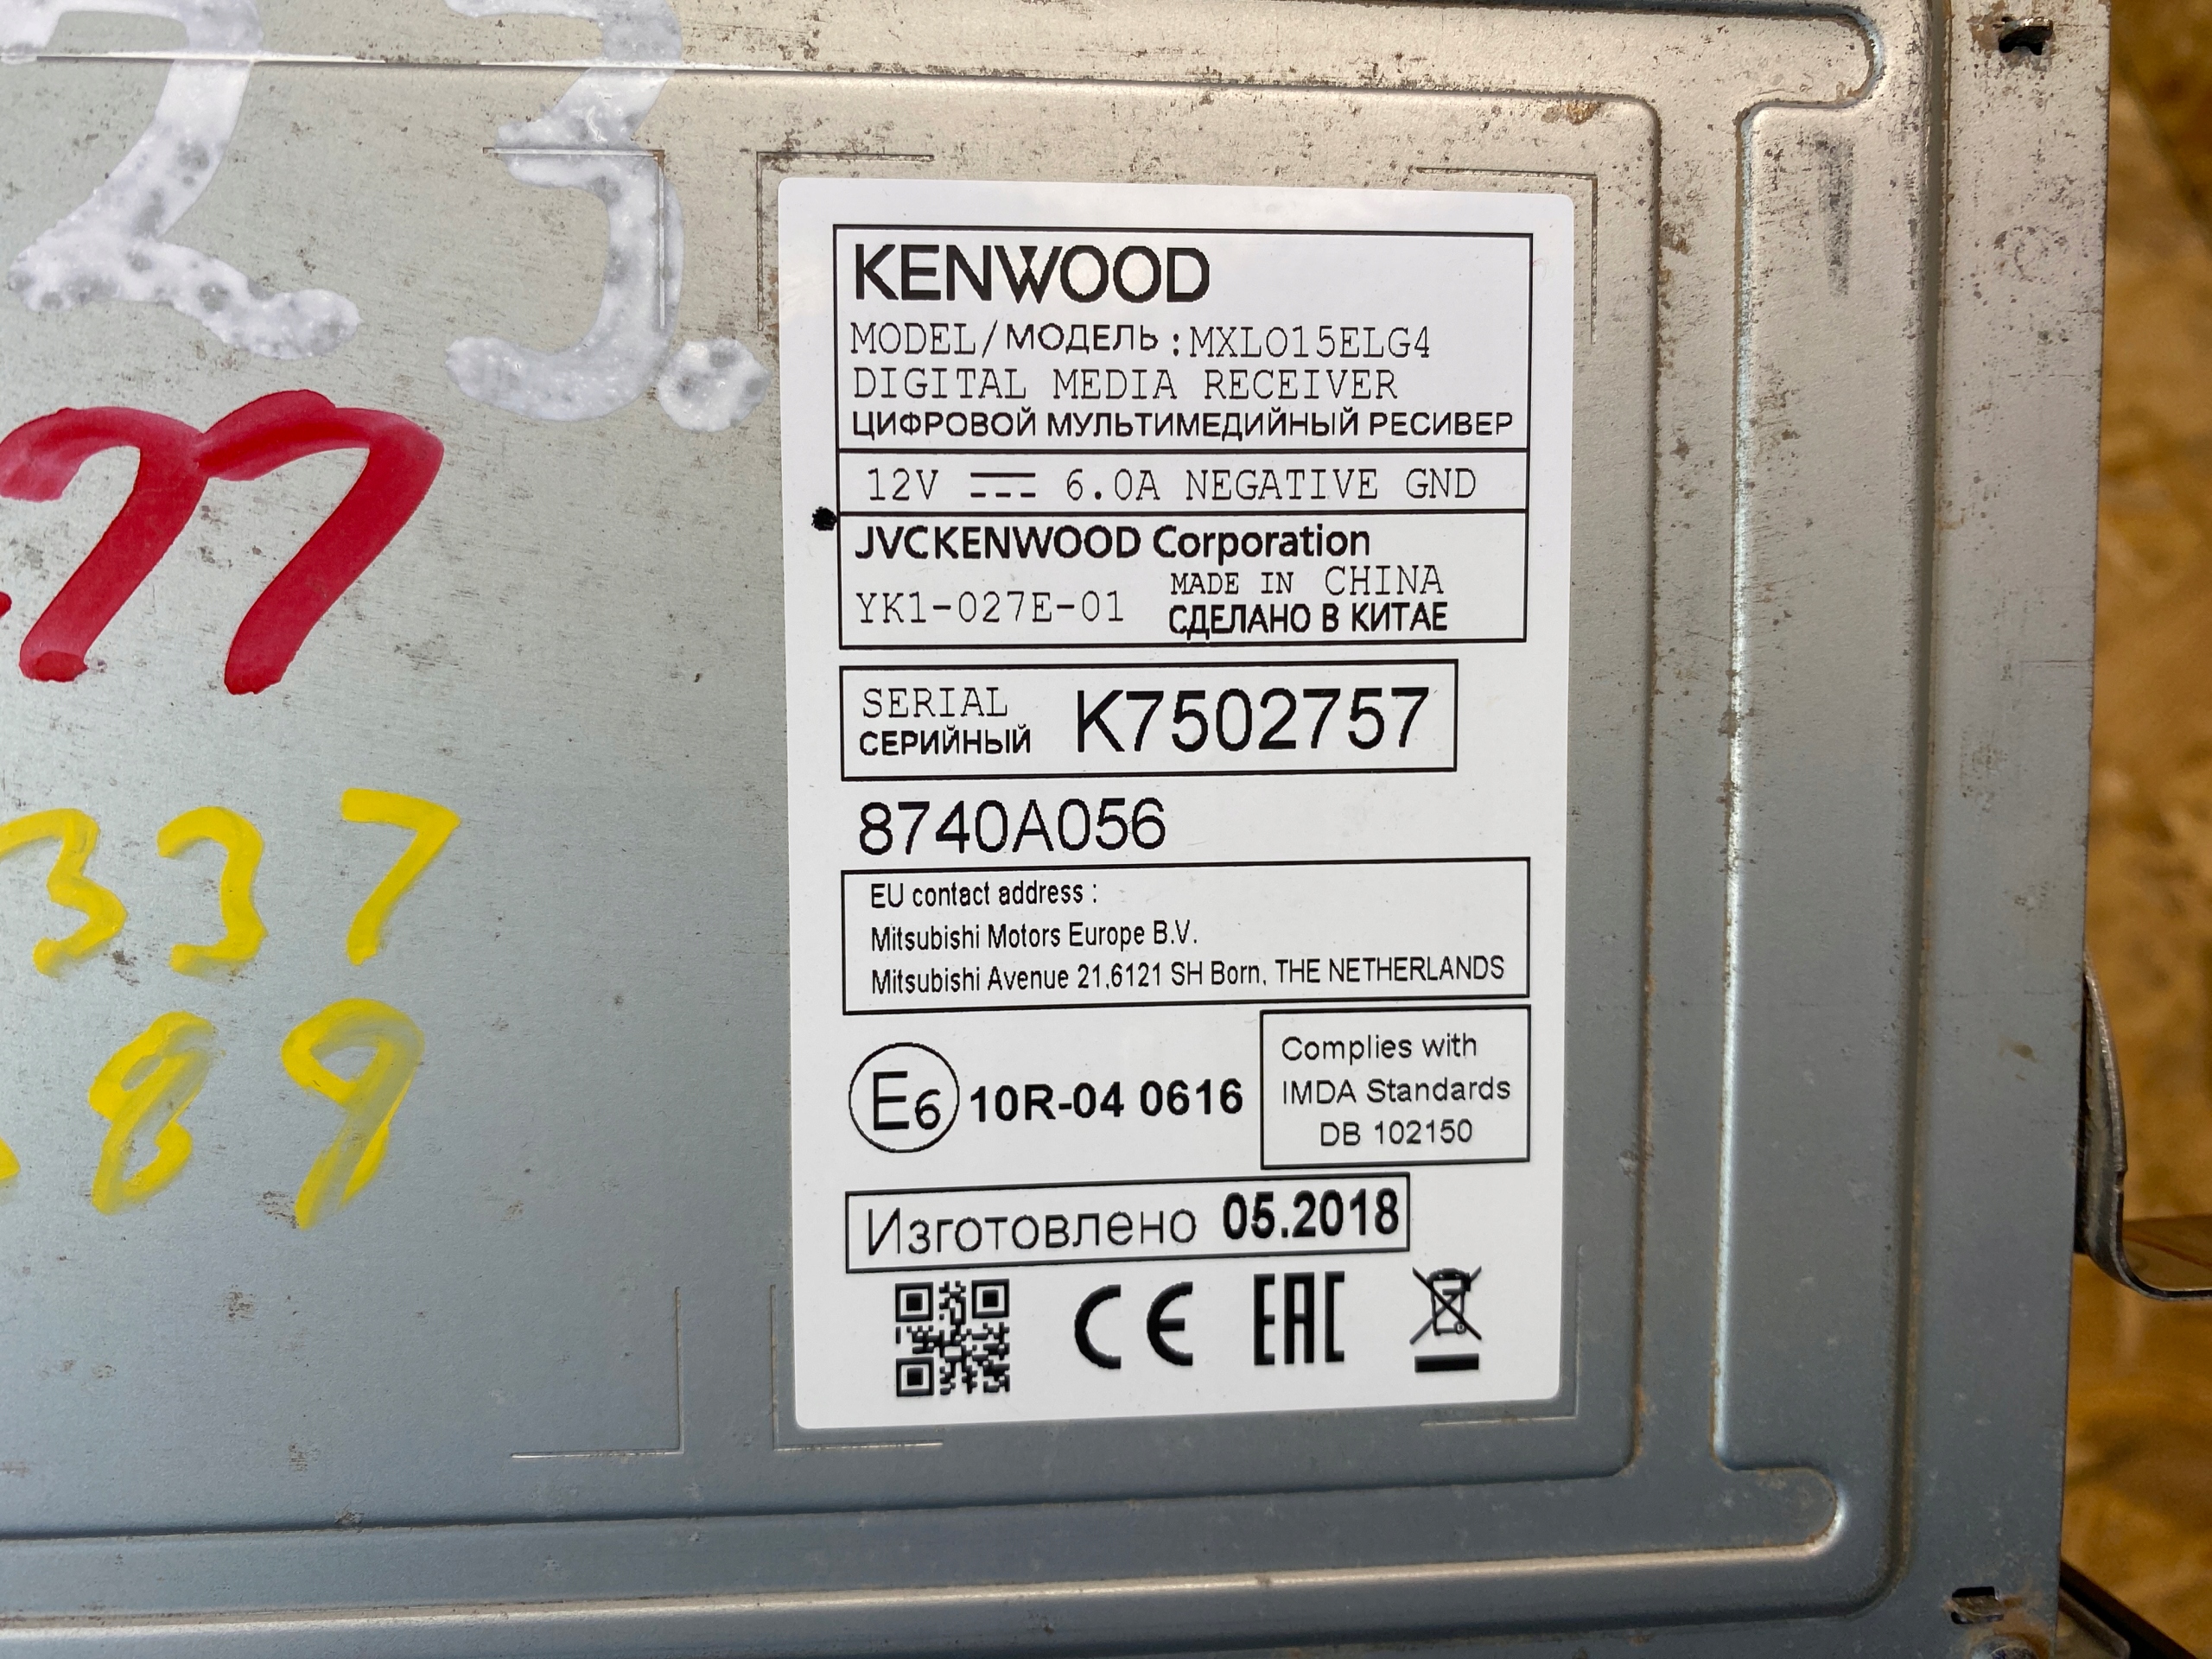 23.
77
KENWOOD
MODEL/МОДЕЛЬ : MXL015ELG4
DIGITAL MEDIA RECEIVER
ЦИФРОВОЙ МУЛЬТИМЕДИЙНЫЙ РЕСИВЕР
12V 6.0A NEGATIVE GND
JVCKENWOOD Corporation
YK1-027E-01 MADE IN CHINA
СДЕЛАНО В КИТАЕ
SERIAL K7502757
СЕРИЙНЫЙ
337
8740A056
EU contact address :
Mitsubishi Motors Europe B.V.
Mitsubishi Avenue 21,6121 SH Born, THE NETHERLANDS
89
E6 10R-04 0616
Complies with
IMDA Standards
DB 102150
Изготовлено 05.2018
CE EAC